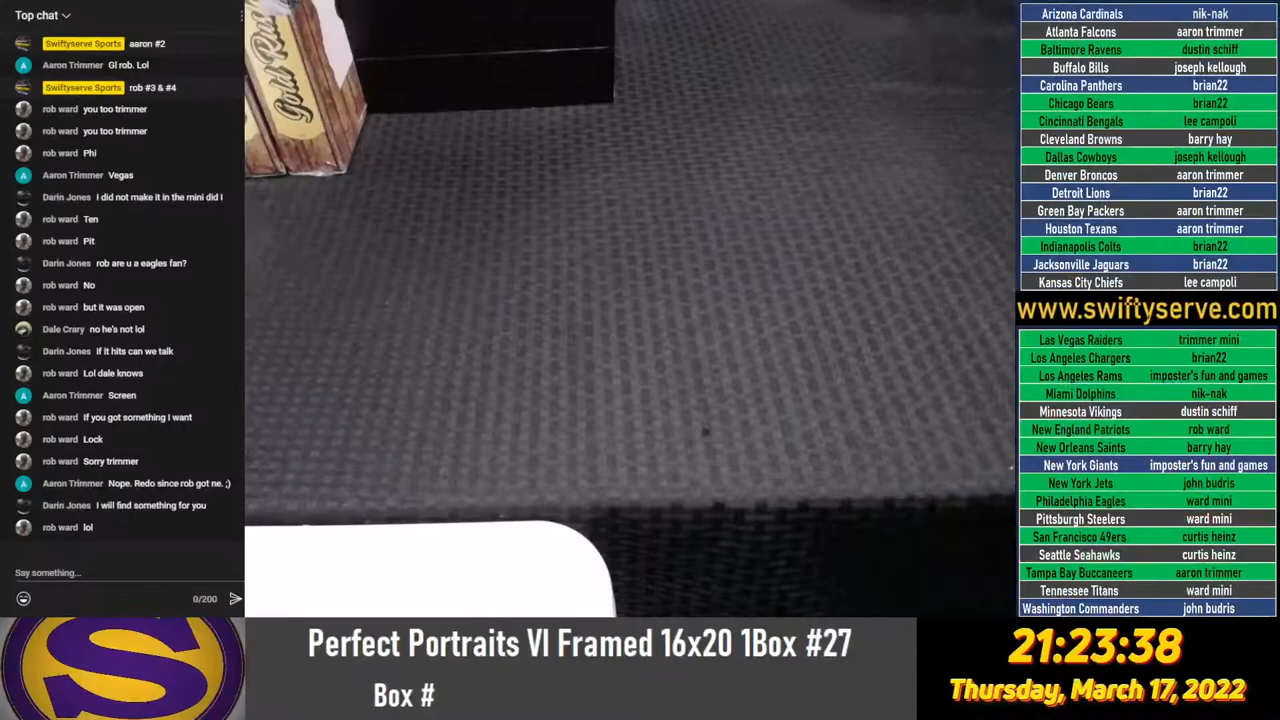 Top chat
Swiftyserve Sports aaron #2
A Aaron Trimmer Gl rob. Lol
Swiftyserve Sports rob #3 & #4
rob ward you too trimmer
rob ward you too trimmer
rob ward Phi
A Aaron Trimmer Vegas
Darin Jones I did not make it in the mini did I
rob ward Ten
rob ward Pit
Darin Jones rob are u a eagles fan?
rob ward No
rob ward but it was open
Dale Crary no he's not lol
Darin Jones if it hits can we talk
rob ward Lol dale knows
A Aaron Trimmer Screen
rob ward If you got something I want
rob ward Lock
rob ward Sorry trimmer
A Aaron Trimmer Nope. Redo since rob got ne. ;)
Darin Jones I will find something for you
rob ward lol
Say something...
0/200
Gold Rush
Arizona Cardinals nik-nak
Atlanta Falcons aaron trimmer
Baltimore Ravens dustin schiff
Buffalo Bills joseph kellough
Carolina Panthers brian22
Chicago Bears brian22
Cincinnati Bengals lee campoli
Cleveland Browns barry hay
Dallas Cowboys joseph kellough
Denver Broncos aaron trimmer
Detroit Lions brian22
Green Bay Packers aaron trimmer
Houston Texans aaron trimmer
Indianapolis Colts brian22
Jacksonville Jaguars brian22
Kansas City Chiefs lee campoli
www.swiftyserve.com
Las Vegas Raiders trimmer mini
Los Angeles Chargers brian22
Los Angeles Rams imposter's fun and games
Miami Dolphins nik-nak
Minnesota Vikings dustin schiff
New England Patriots rob ward
New Orleans Saints barry hay
New York Giants imposter's fun and games
New York Jets john budris
Philadelphia Eagles ward mini
Pittsburgh Steelers ward mini
San Francisco 49ers curtis heinz
Seattle Seahawks curtis heinz
Tampa Bay Buccaneers aaron trimmer
Tennessee Titans ward mini
Washington Commanders john budris
S
Perfect Portraits VI Framed 16x20 1Box #27
Box #
21:23:38
Thursday, March 17, 2022